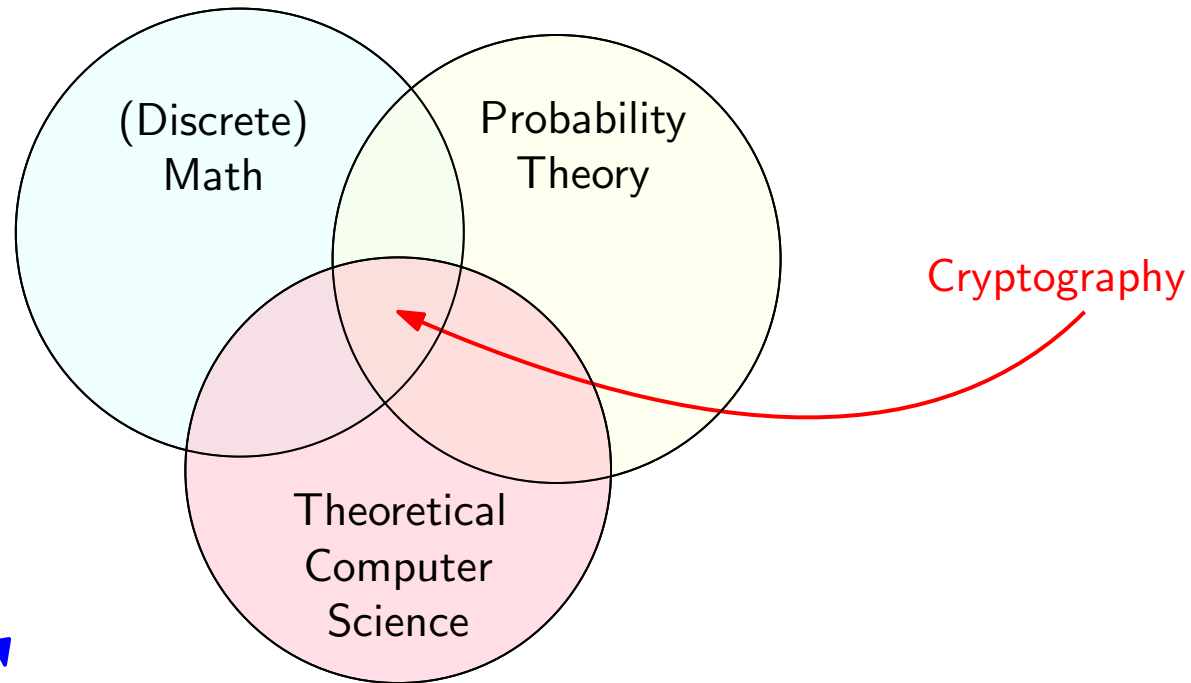 (Discrete)
Math
Probability
Theory
Cryptography
Theoretical
Computer
Science